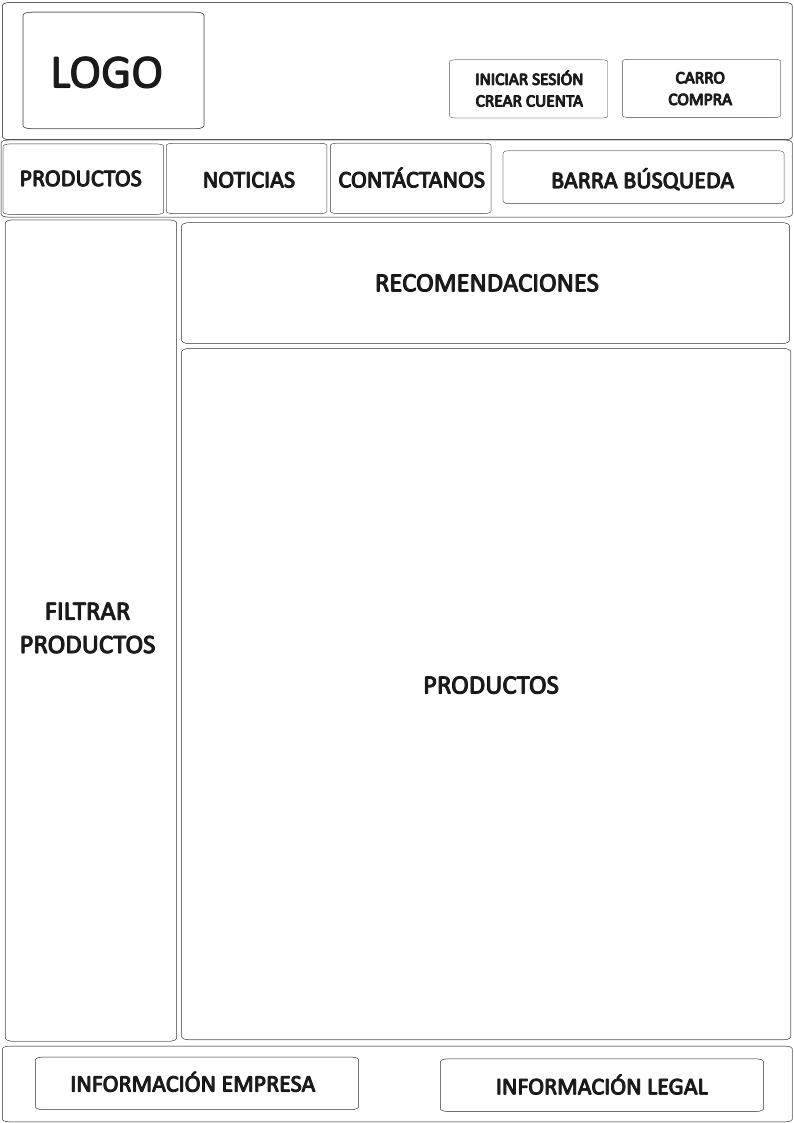 LOGO
INICIAR SESIÓN
CREAR CUENTA
CARRO
COMPRA
PRODUCTOS
NOTICIAS
CONTÁCTANOS
BARRA BÚSQUEDA
RECOMENDACIONES
FILTRAR
PRODUCTOS
PRODUCTOS
INFORMACIÓN EMPRESA
INFORMACIÓN LEGAL